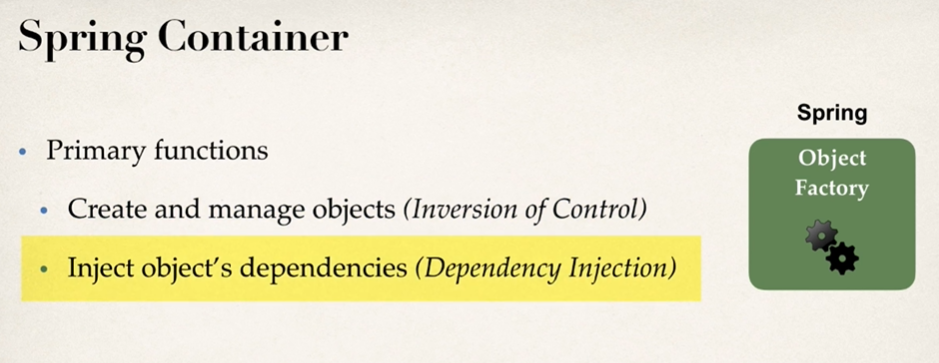 Spring Container
• Primary functions
• Create and manage objects (Inversion of Control)
• Inject object’s dependencies (Dependency Injection)
Spring
Object
Factory